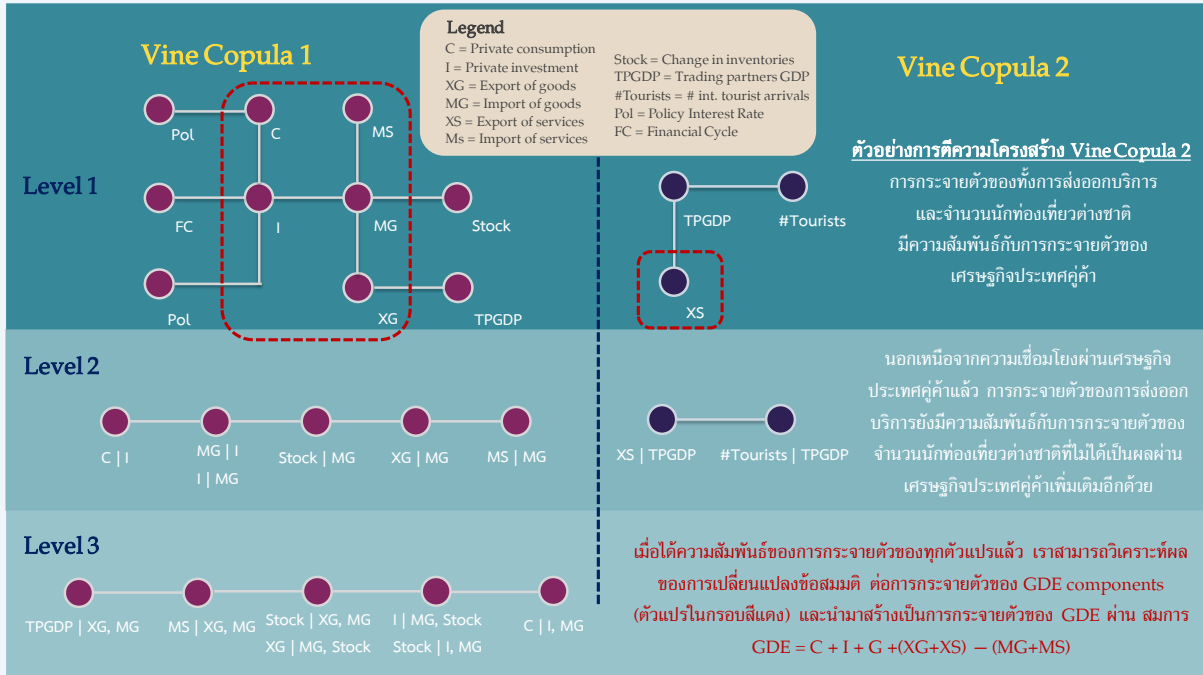 Vine Copula 1
Legend
C = Private consumption
I = Private investment
XG = Export of goods
MG = Import of goods
XS = Export of services
Ms = Import of services
Stock = Change in inventories
TPGDP = Trading partners GDP
#Tourists = # int. tourist arrivals
Pol = Policy Interest Rate
FC = Financial Cycle
Vine Copula 2
Level 1
Pol
C
MS
FC
I
MG
Stock
Pol
XG
TPGDP
TPGDP
#Tourists
XS
ตัวอย่างการตีความโครงสร้าง Vine Copula 2
การกระจายตัวของทั้งการส่งออกบริการ
และจำนวนนักท่องเที่ยวต่างชาติ
มีความสัมพันธ์กับการกระจายตัวของ
เศรษฐกิจประเทศคู่ค้า
Level 2
C | I
MG | I
I | MG
Stock | MG
XG | MG
MS | MG
XS | TPGDP
#Tourists | TPGDP
นอกเหนือจากความเชื่อมโยงผ่านเศรษฐกิจ
ประเทศคู่ค้าแล้ว การกระจายตัวของการส่งออก
บริการยังมีความสัมพันธ์กับการกระจายตัวของ
จำนวนนักท่องเที่ยวต่างชาติที่ไม่ได้เป็นผลผ่าน
เศรษฐกิจประเทศคู่ค้าเพิ่มเติมอีกด้วย
Level 3
TPGDP | XG, MG
MS | XG, MG
Stock | XG, MG
XG | MG, Stock
I | MG, Stock
Stock | I, MG
C | I, MG
เมื่อได้ความสัมพันธ์ของการกระจายตัวของทุกตัวแปรแล้ว เราสามารถวิเคราะห์ผล
ของการเปลี่ยนแปลงข้อสมมติ ต่อการกระจายตัวของ GDE components
(ตัวแปรในกรอบสีแดง) และนำมาสร้างเป็นการกระจายตัวของ GDE ผ่าน สมการ
GDE = C + I + G +(XG+XS) – (MG+MS)